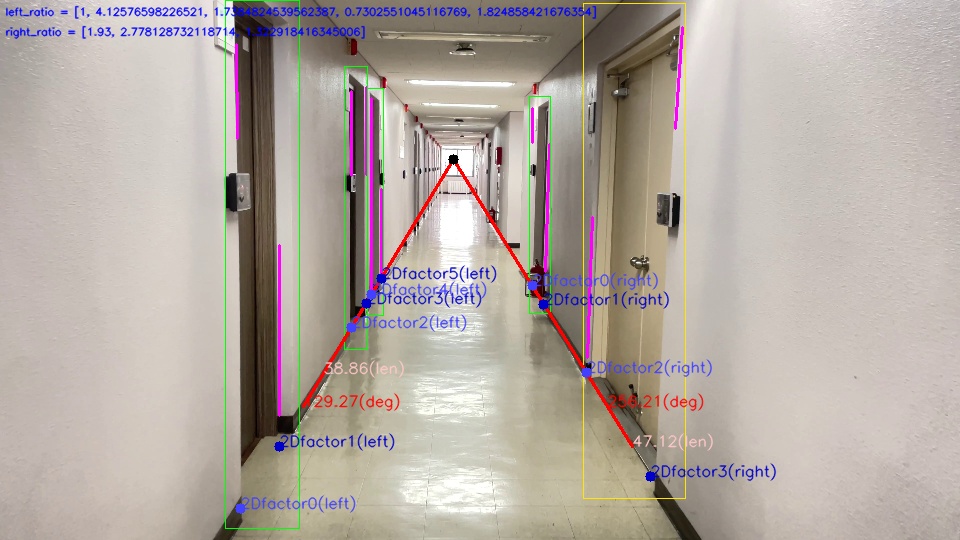 left_ratio = [1, 4.12576598226521, 1.7384824539562387, 0.7302551045116769, 1.824858421676354]
right_ratio = [1.93, 2.778128732118714,
2Dfactor5(left)
2Dfactor0(right)
2Dfactor4(left)
2Dfactor3(left)
2Dfactor1(right)
2Dfactor2(left)
38.86(len)
2Dfactor2(right)
29.27(deg)
47.12(len)
2Dfactor1(left)
2Dfactor3(right)
2Dfactor0(left)